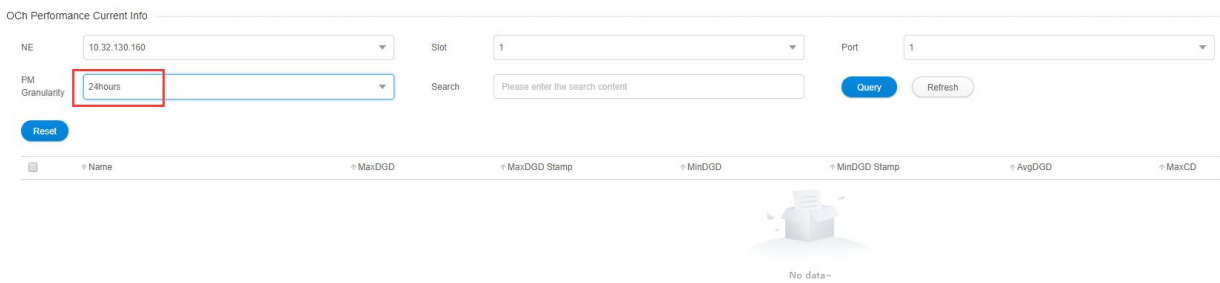 OCh Performance Current Info
NE 10.32.130.160 Slot 1 Port 1
PM Granularity 24hours Search Please enter the search content Query Refresh
Reset
Name MaxDGD MaxDGD Stamp MinDGD MinDGD Stamp AvgDGD MaxCD
No data~